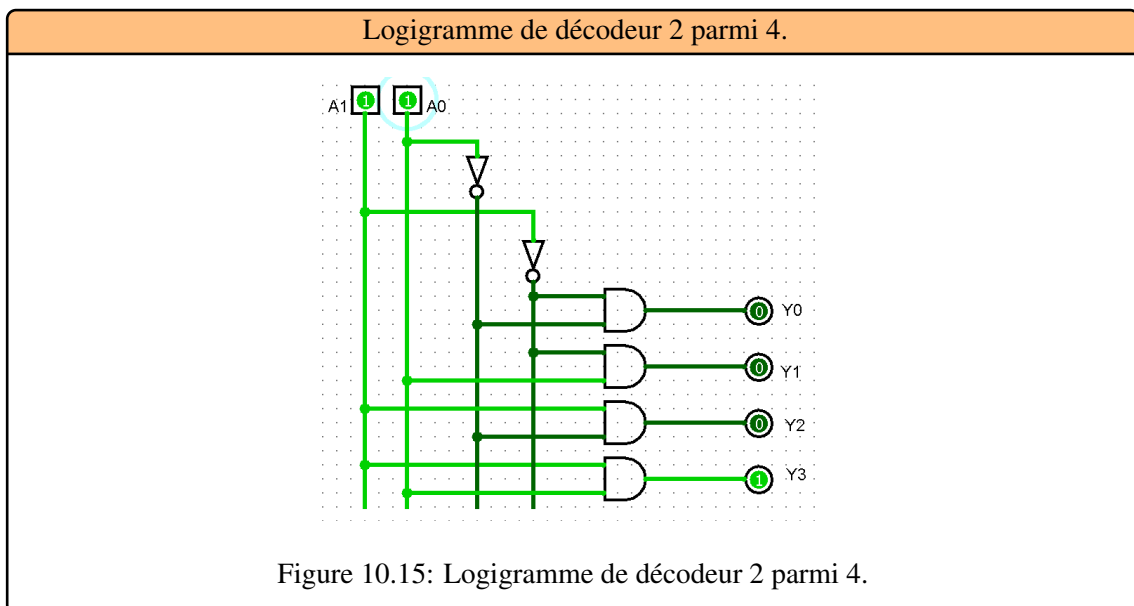 Logigramme de décodeur 2 parmi 4.
A1 1 1 A0
0 Y0
0 Y1
0 Y2
1 Y3
Figure 10.15: Logigramme de décodeur 2 parmi 4.